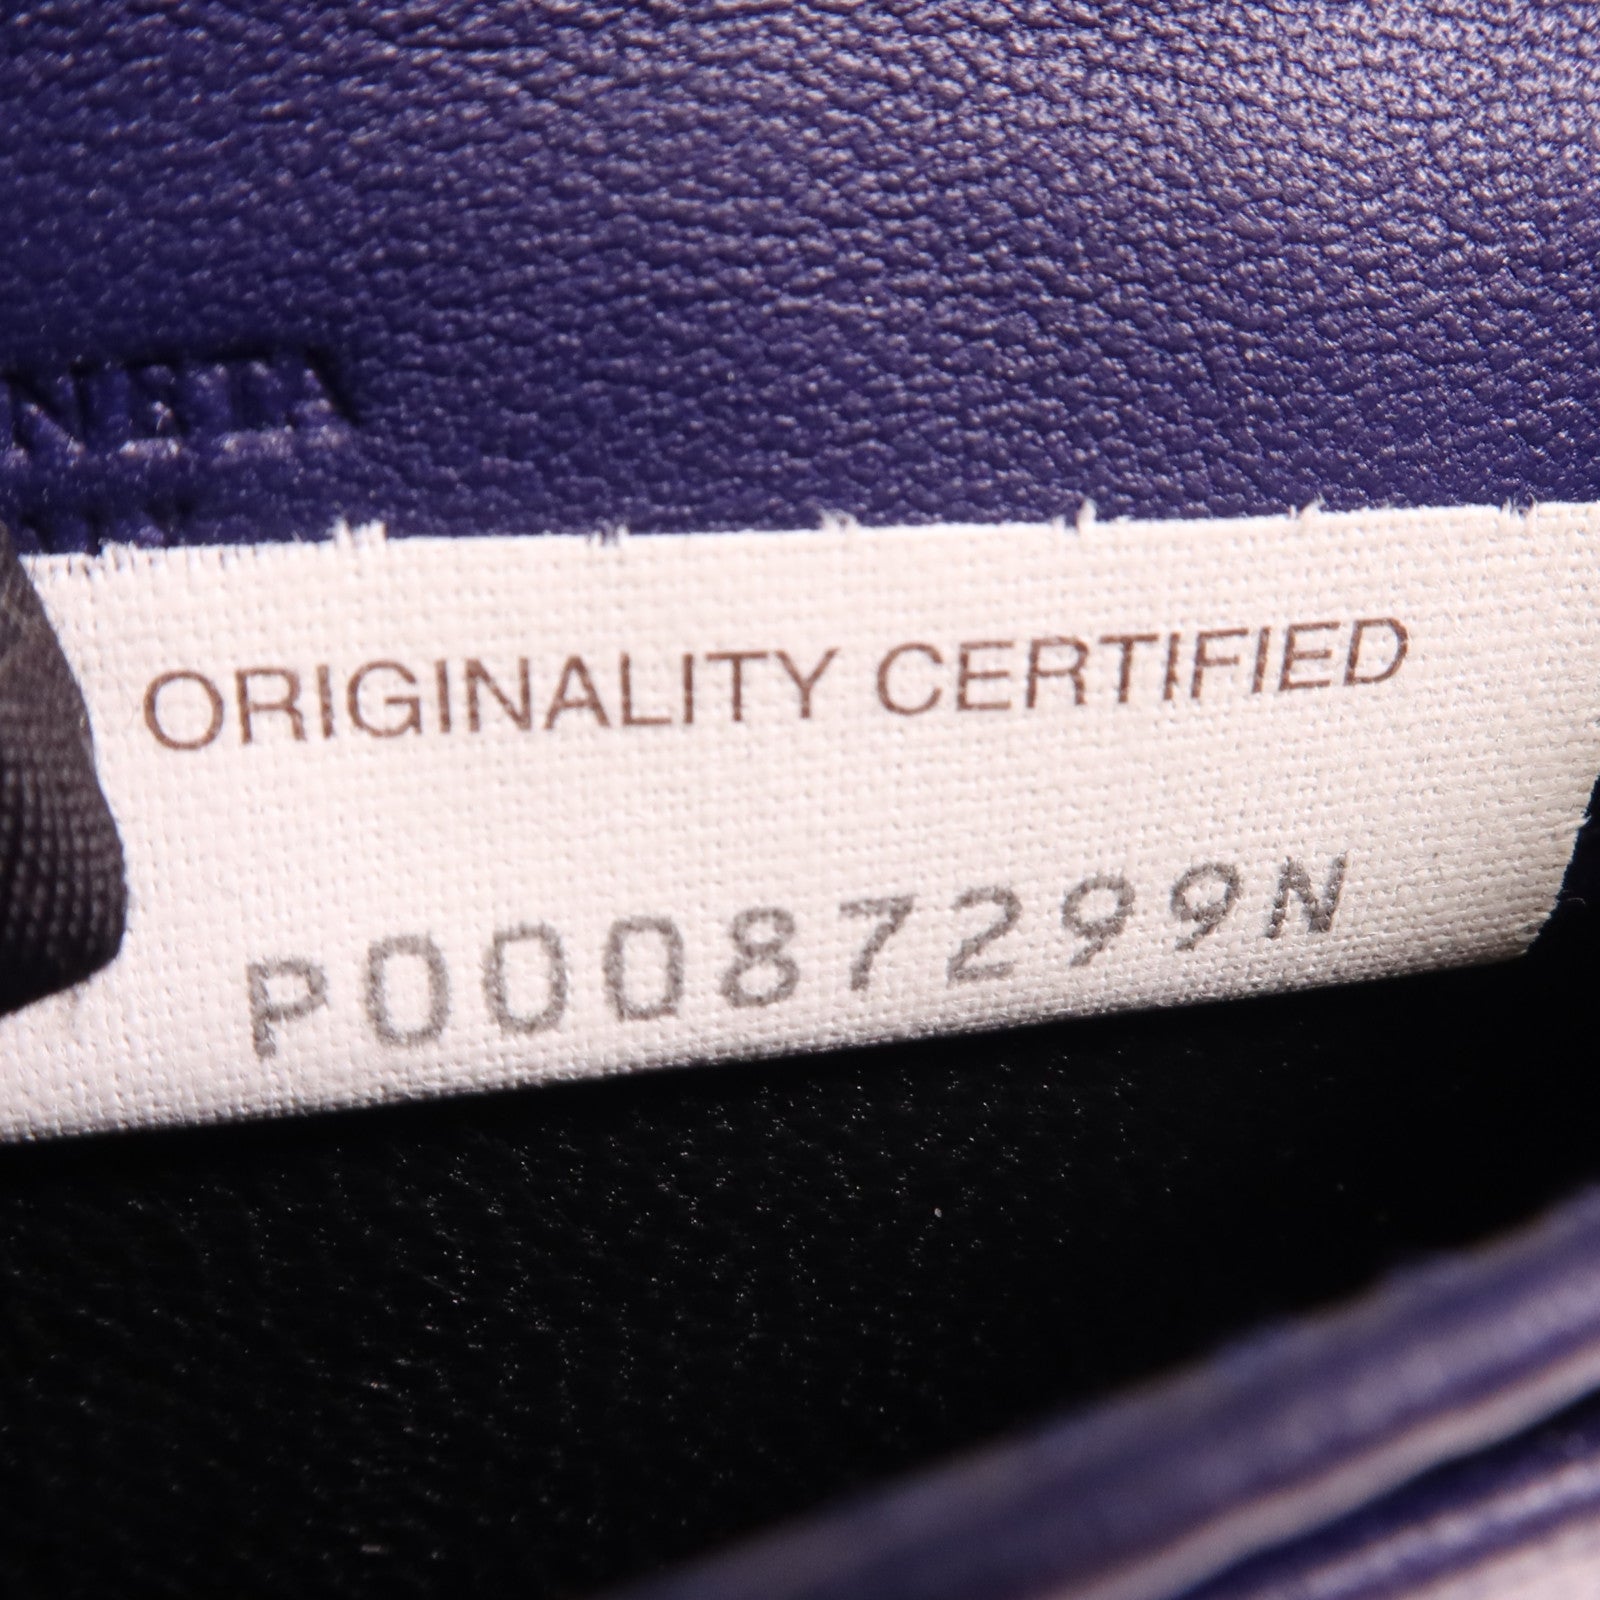 ORIGINALITY CERTIFIED
P00087299N